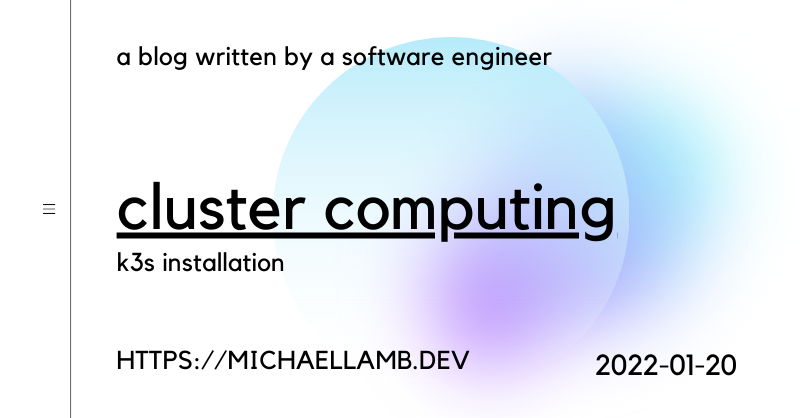 a blog written by a software engineer
cluster computing
k3s installation
HTTPS://MICHAELLAMB.DEV
2022-01-20